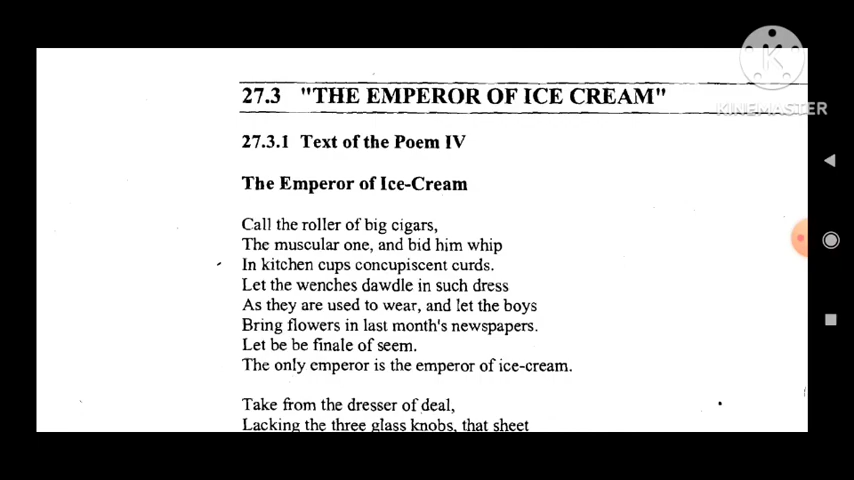 KINEMASTER
27.3 "THE EMPEROR OF ICE CREAM"
27.3.1 Text of the Poem IV
The Emperor of Ice-Cream
Call the roller of big cigars,
The muscular one, and bid him whip
In kitchen cups concupiscent curds.
Let the wenches dawdle in such dress
As they are used to wear, and let the boys
Bring flowers in last month's newspapers.
Let be be finale of seem.
The only emperor is the emperor of ice-cream.
Take from the dresser of deal,
Lacking the three glass knobs, that sheet